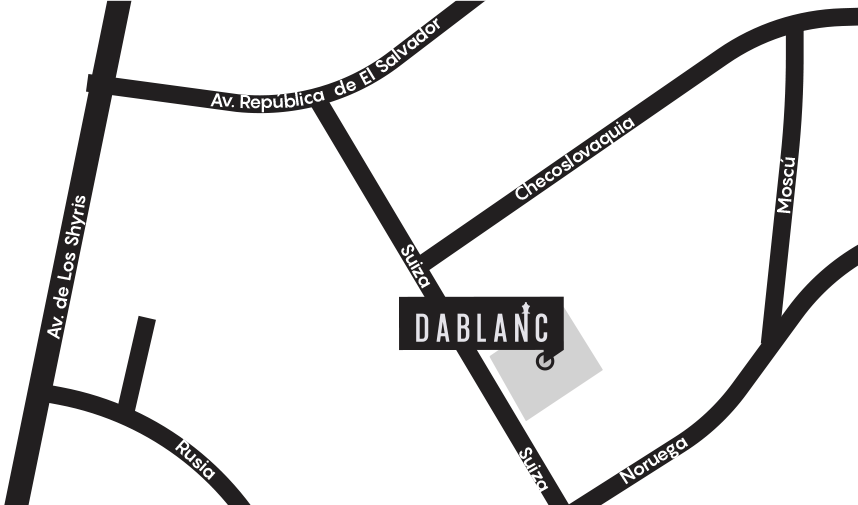 Av. República de El Salvador
Checoslovaquia
Moscú
Av. de Los Shyris
Suiza
DABLANC
Rusia
Suiza
Noruega